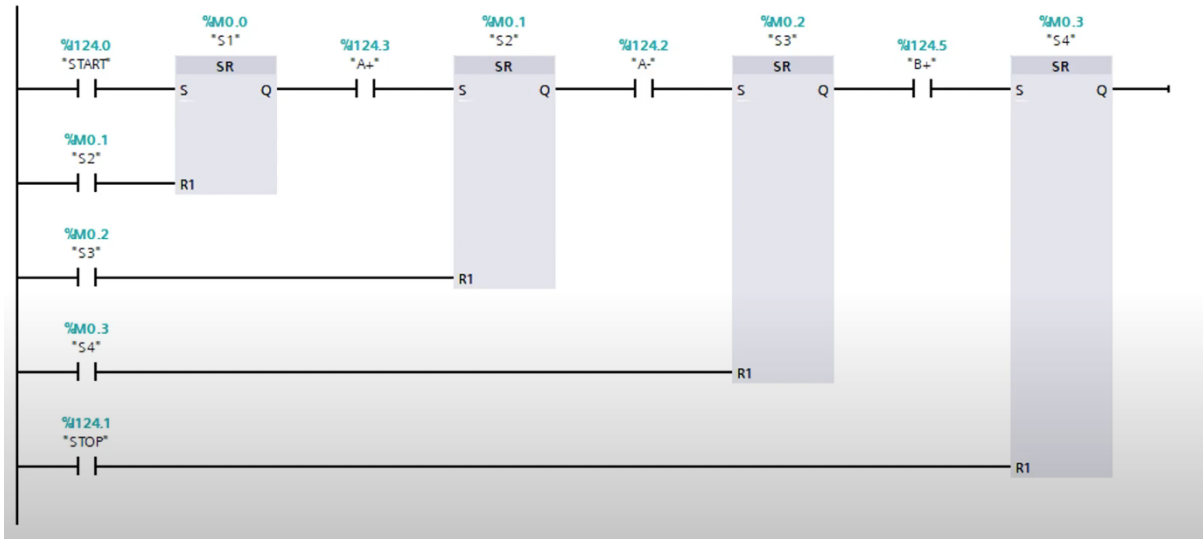 %M0.0
"S1"
%M0.1
"S2"
%M0.2
"S3"
%M0.3
"S4"
%I124.0
"START"
%I124.3
"A+"
%I124.2
"A-"
%I124.5
"B+"
SR
SR
SR
SR
S Q
S Q
S Q
S Q
%M0.1
"S2"
R1
%M0.2
"S3"
R1
%M0.3
"S4"
R1
%I124.1
"STOP"
R1